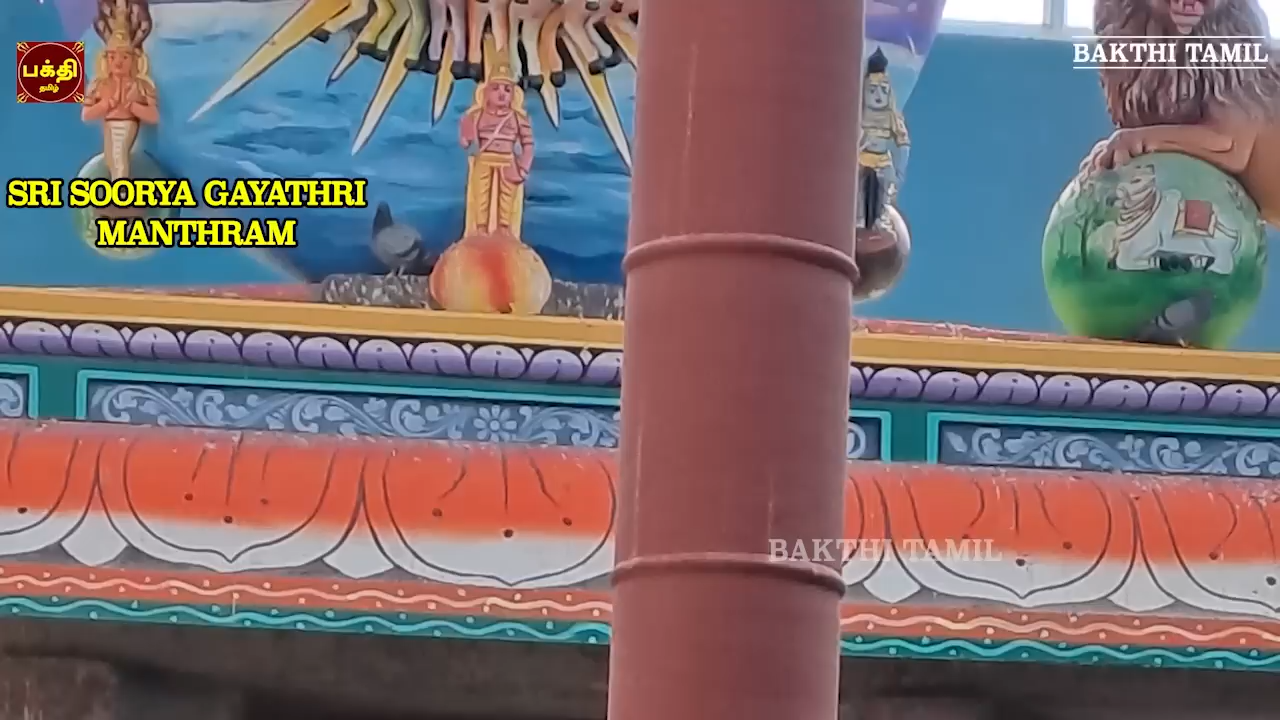 பக்தி
தமிழ்
BAKTHI TAMIL
SRI SOORYA GAYATHRI
MANTHRAM
BAKTHI TAMIL